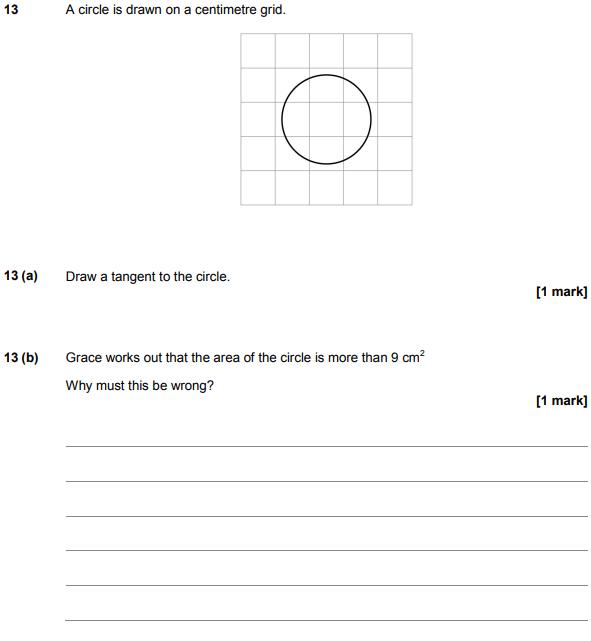 13 A circle is drawn on a centimetre grid.
13 (a) Draw a tangent to the circle.
[1 mark]
13 (b) Grace works out that the area of the circle is more than 9 cm²
Why must this be wrong?
[1 mark]